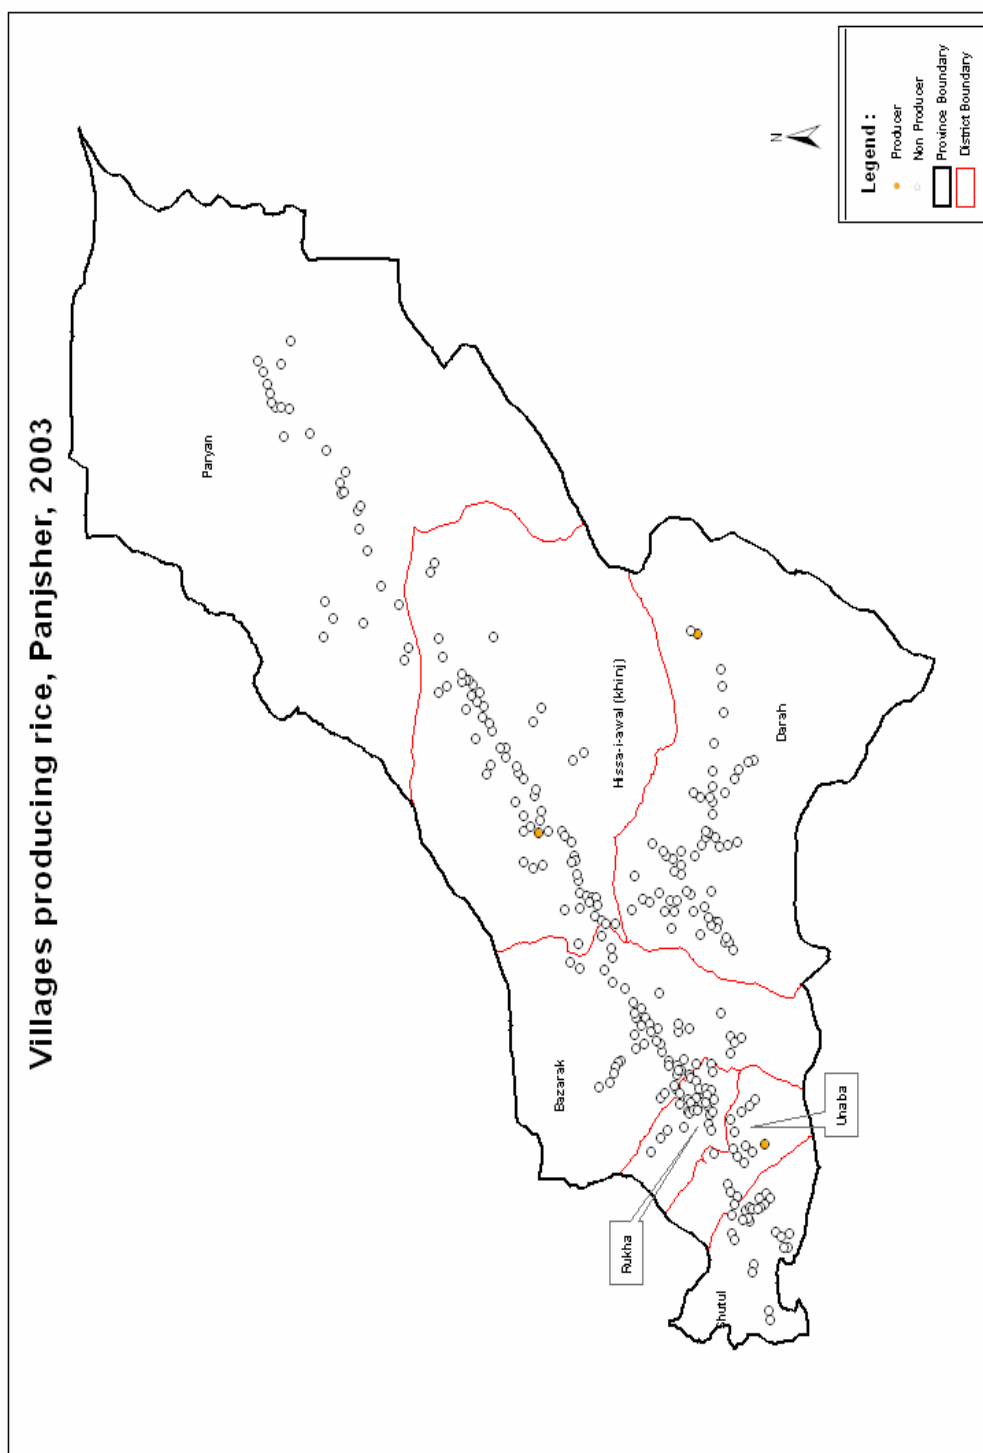 Villages producing rice, Panjsher, 2003
Paryan
Hissa-i-awal (khinj)
Darah
Bazarak
Unaba
Rukha
Shutul
N
Legend :
Producer
Non Producer
Province Boundary
District Boundary